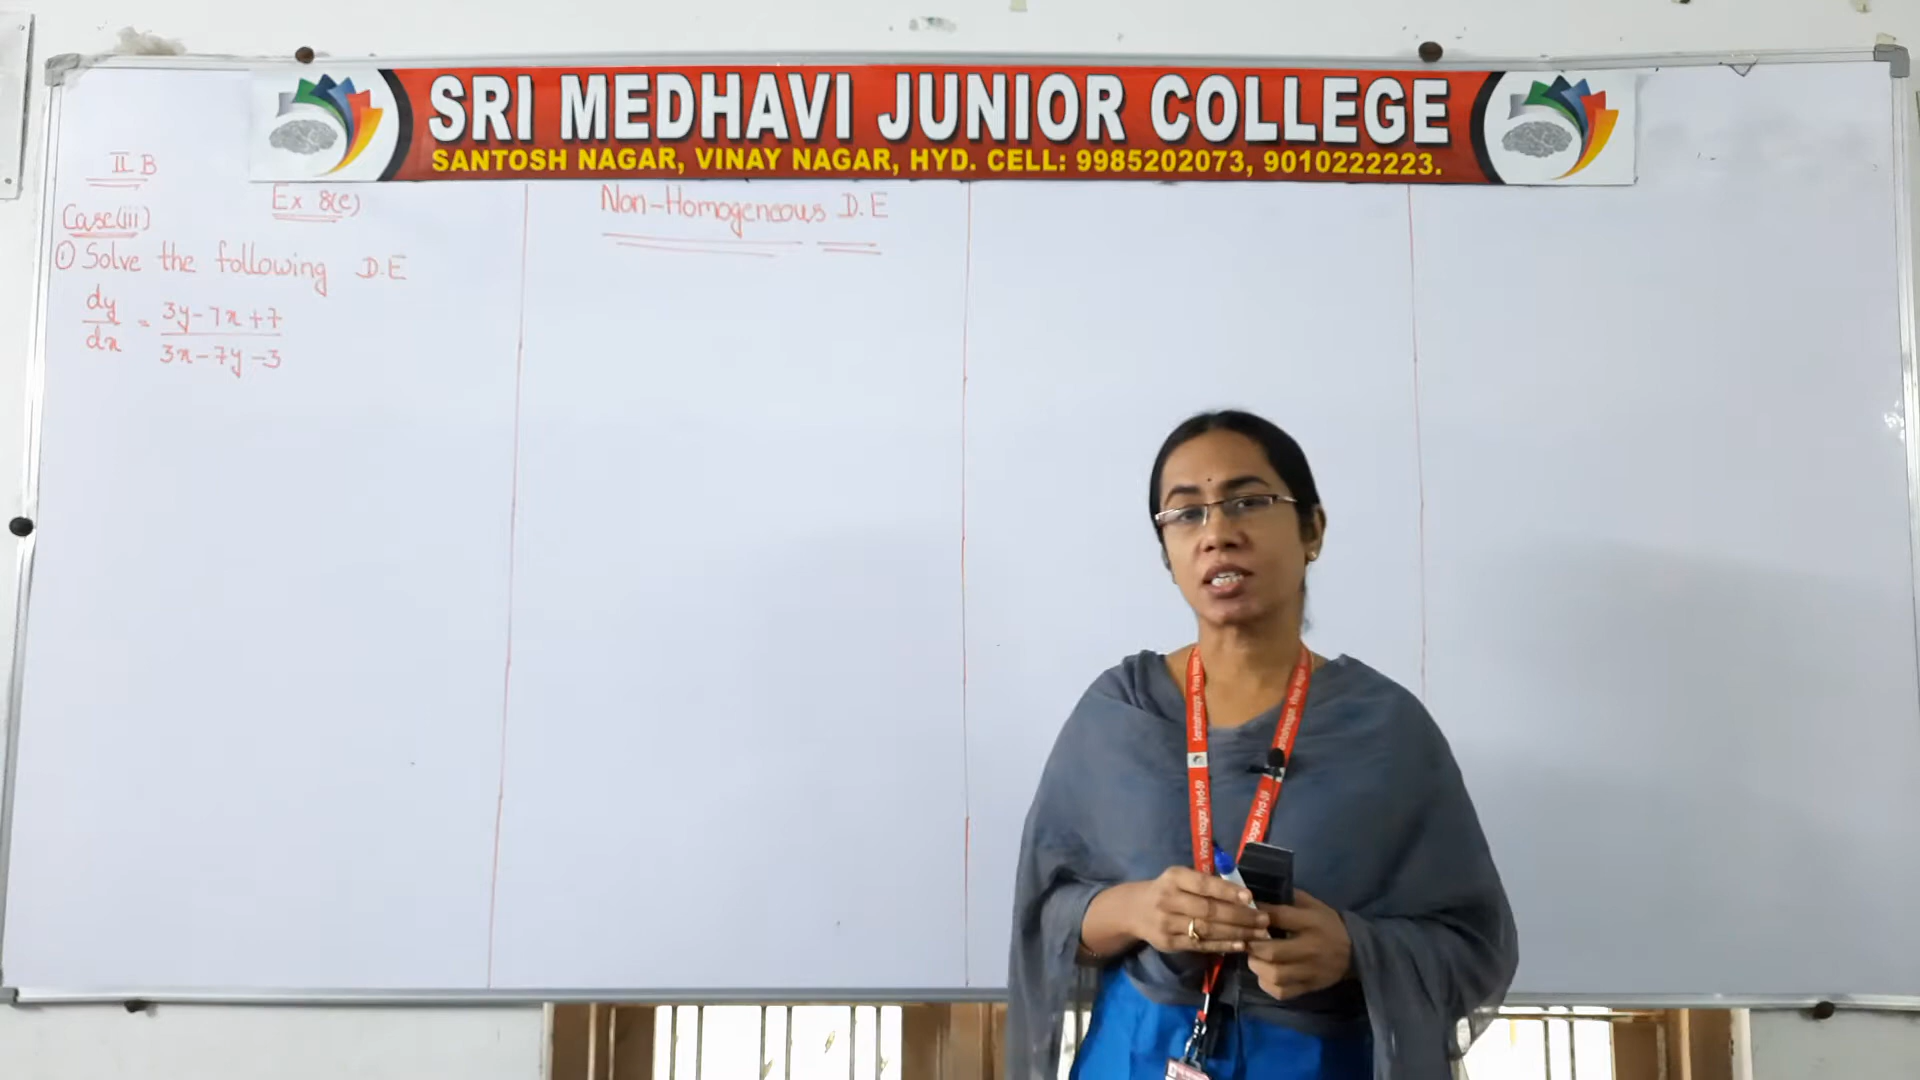 SRI MEDHAVI JUNIOR COLLEGE
SANTOSH NAGAR, VINAY NAGAR, HYD. CELL: 9985202073, 9010222223.
II B
Ex 8(e)
Non-Homogeneous D.E
Case(iii)
① Solve the following D.E
dy/dx = 3y-7x+7/3x-7y-3